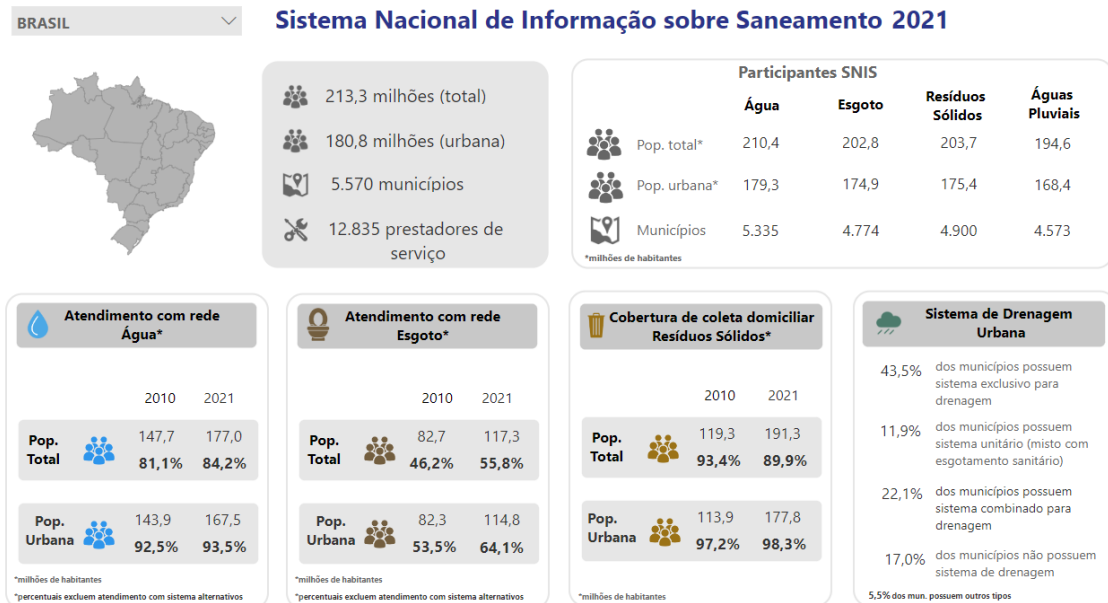 BRASIL
Sistema Nacional de Informação sobre Saneamento 2021
213,3 milhões (total)
180,8 milhões (urbana)
5.570 municípios
12.835 prestadores de
serviço
Participantes SNIS
Água Esgoto Resíduos Sólidos Águas Pluviais
Pop. total* 210,4 202,8 203,7 194,6
Pop. urbana* 179,3 174,9 175,4 168,4
Municípios 5.335 4.774 4.900 4.573
*milhões de habitantes
Atendimento com rede
Água*
2010 2021
Pop. Total 147,7 177,0
81,1% 84,2%
Pop. Urbana 143,9 167,5
92,5% 93,5%
*milhões de habitantes
*percentuais excluem atendimento com sistema alternativos
Atendimento com rede
Esgoto*
2010 2021
Pop. Total 82,7 117,3
46,2% 55,8%
Pop. Urbana 82,3 114,8
53,5% 64,1%
*milhões de habitantes
*percentuais excluem atendimento com sistema alternativos
Cobertura de coleta domiciliar
Resíduos Sólidos*
2010 2021
Pop. Total 119,3 191,3
93,4% 89,9%
Pop. Urbana 113,9 177,8
97,2% 98,3%
*milhões de habitantes
Sistema de Drenagem
Urbana
43,5% dos municípios possuem
sistema exclusivo para
drenagem
11,9% dos municípios possuem
sistema unitário (misto com
esgotamento sanitário)
22,1% dos municípios possuem
sistema combinado para
drenagem
17,0% dos municípios não possuem
sistema de drenagem
5,5% dos mun. possuem outros tipos